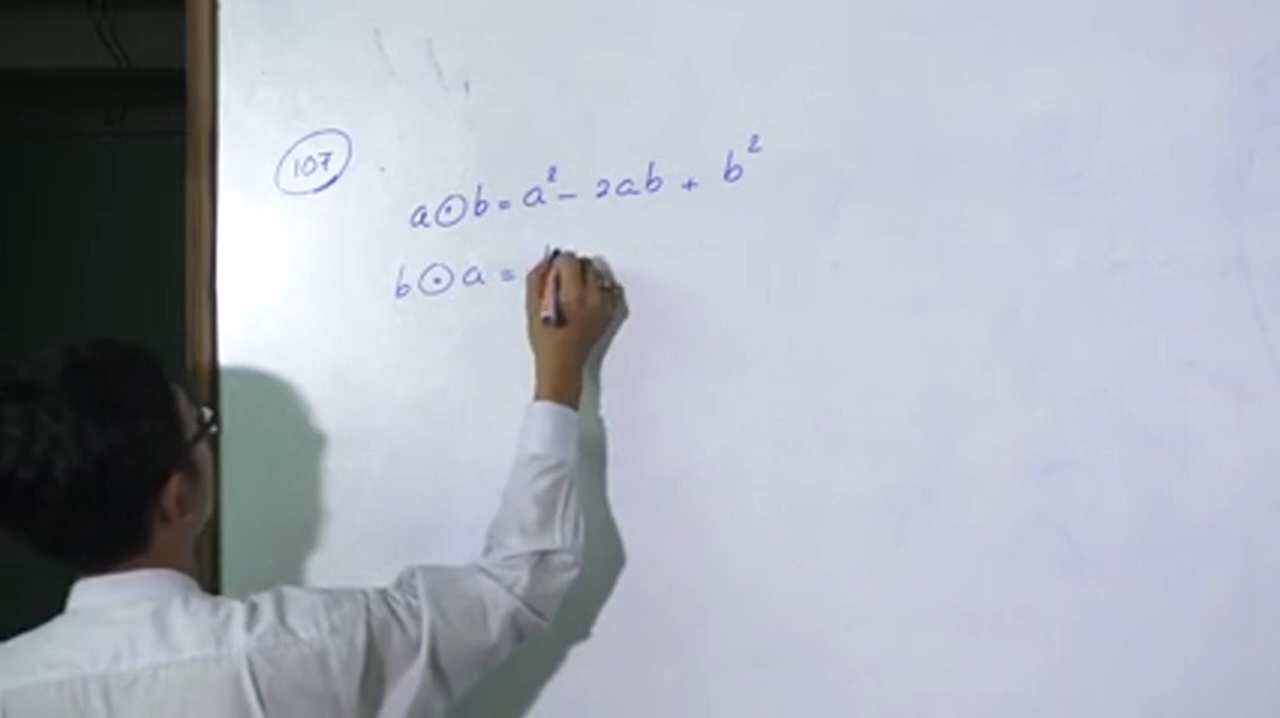 107
a⊙b = a² - 2ab + b²
b⊙a =